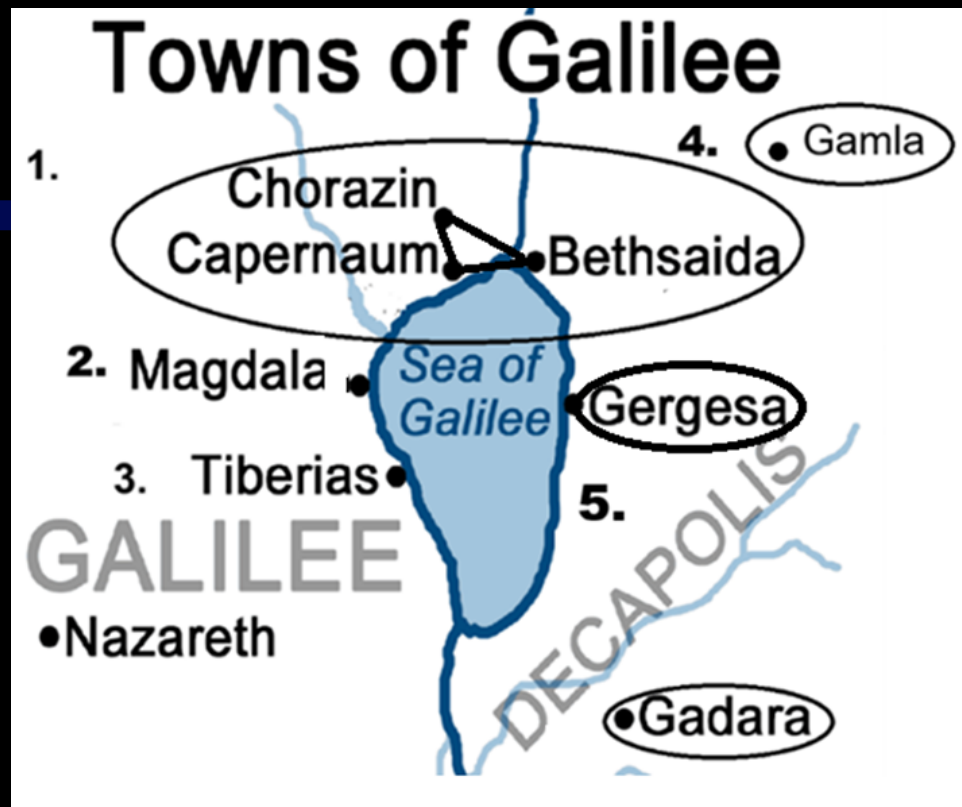 Towns of Galilee
4. Gamla
1.
Chorazin
Capernaum
Bethsaida
2. Magdala
Sea of
Galilee
Gergesa
3. Tiberias
5.
GALILEE
DECAPOLIS
Nazareth
Gadara